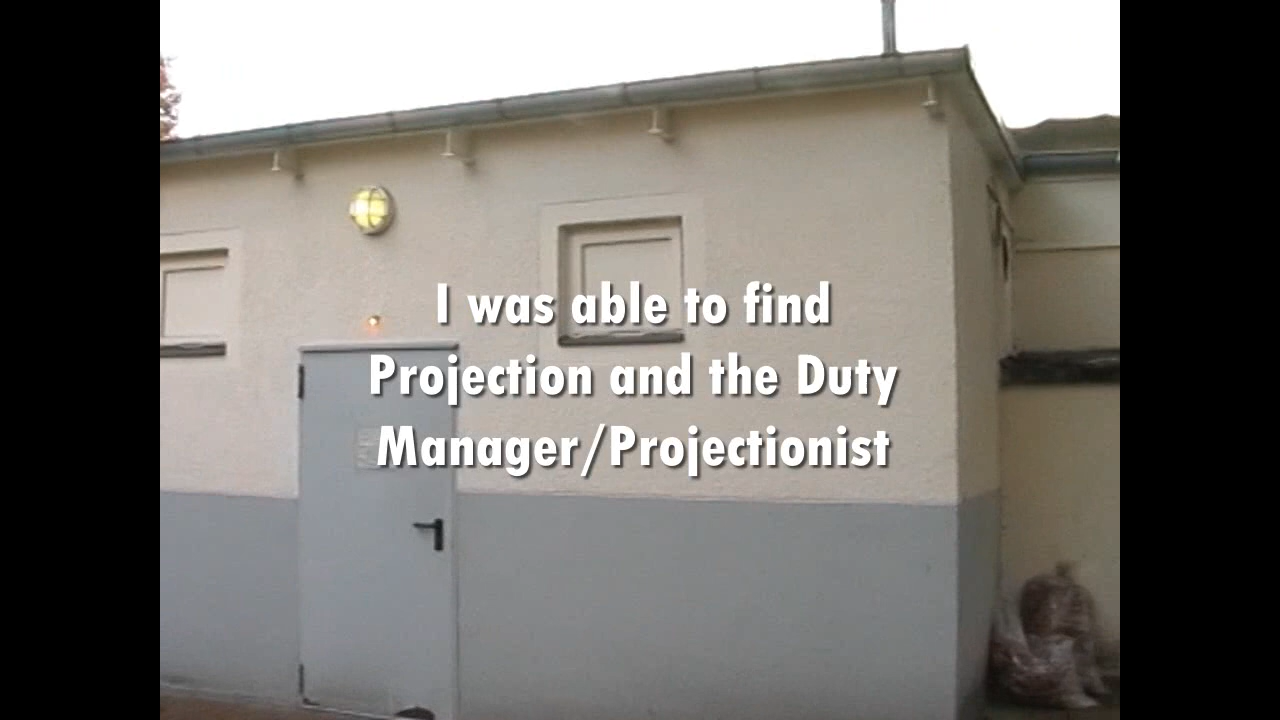 I was able to find
Projection and the Duty
Manager/Projectionist